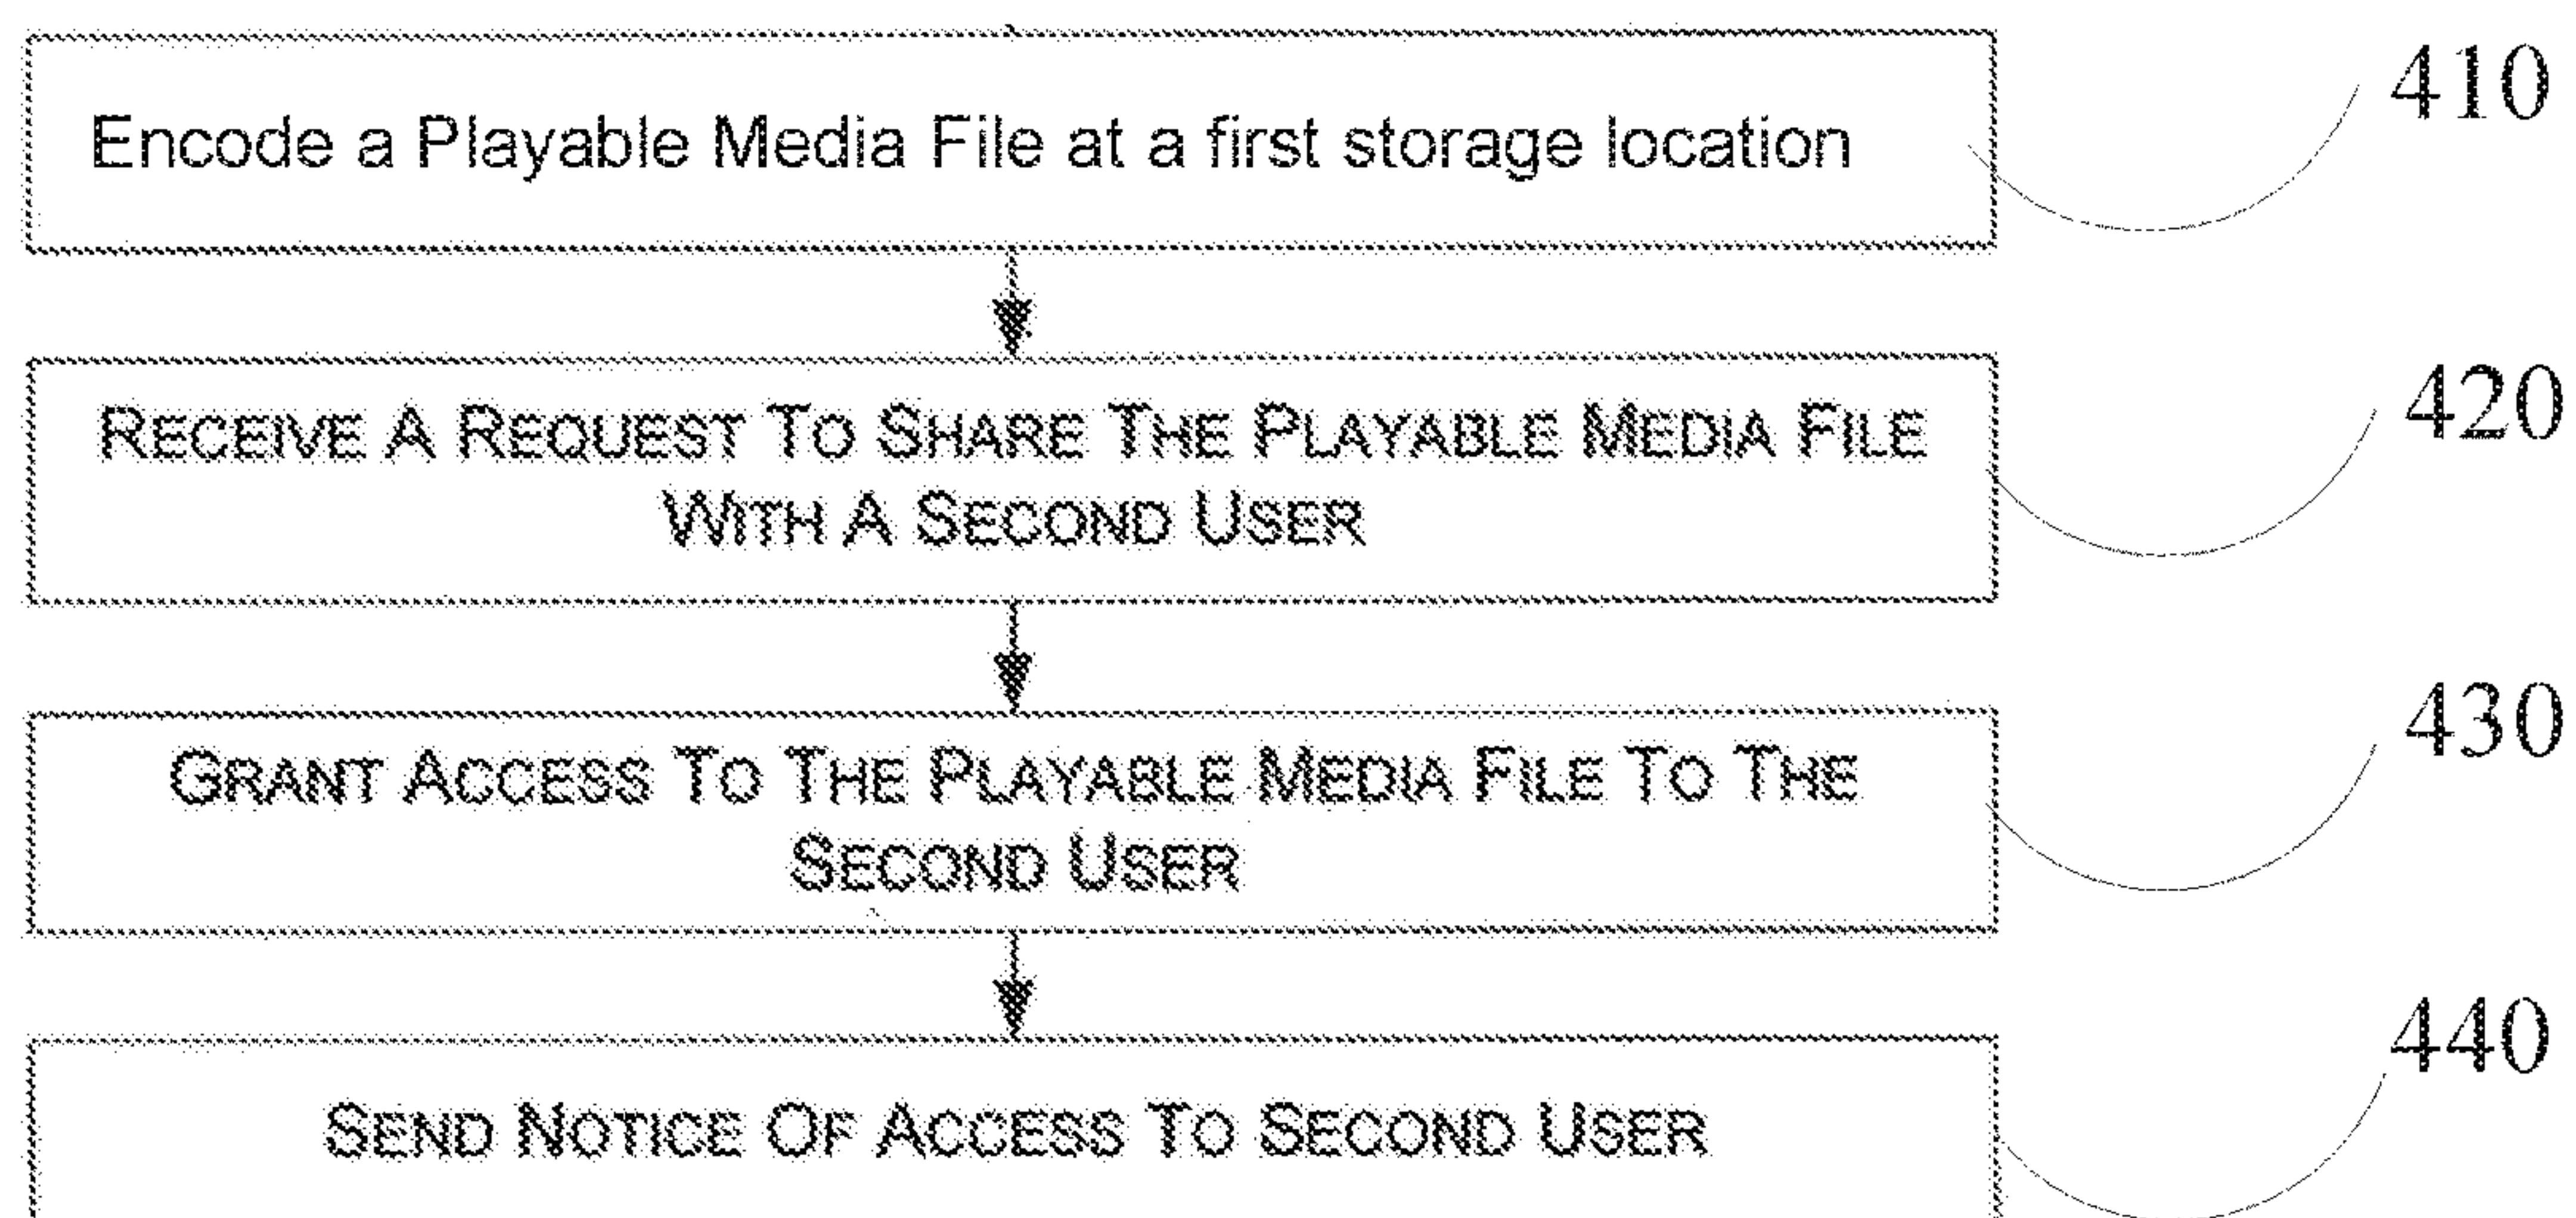 Encode a Playable Media File at a first storage location
410
RECEIVE A REQUEST TO SHARE THE PLAYABLE MEDIA FILE
WITH A SECOND USER
420
GRANT ACCESS TO THE PLAYABLE MEDIA FILE TO THE
SECOND USER
430
SEND NOTICE OF ACCESS TO SECOND USER
440